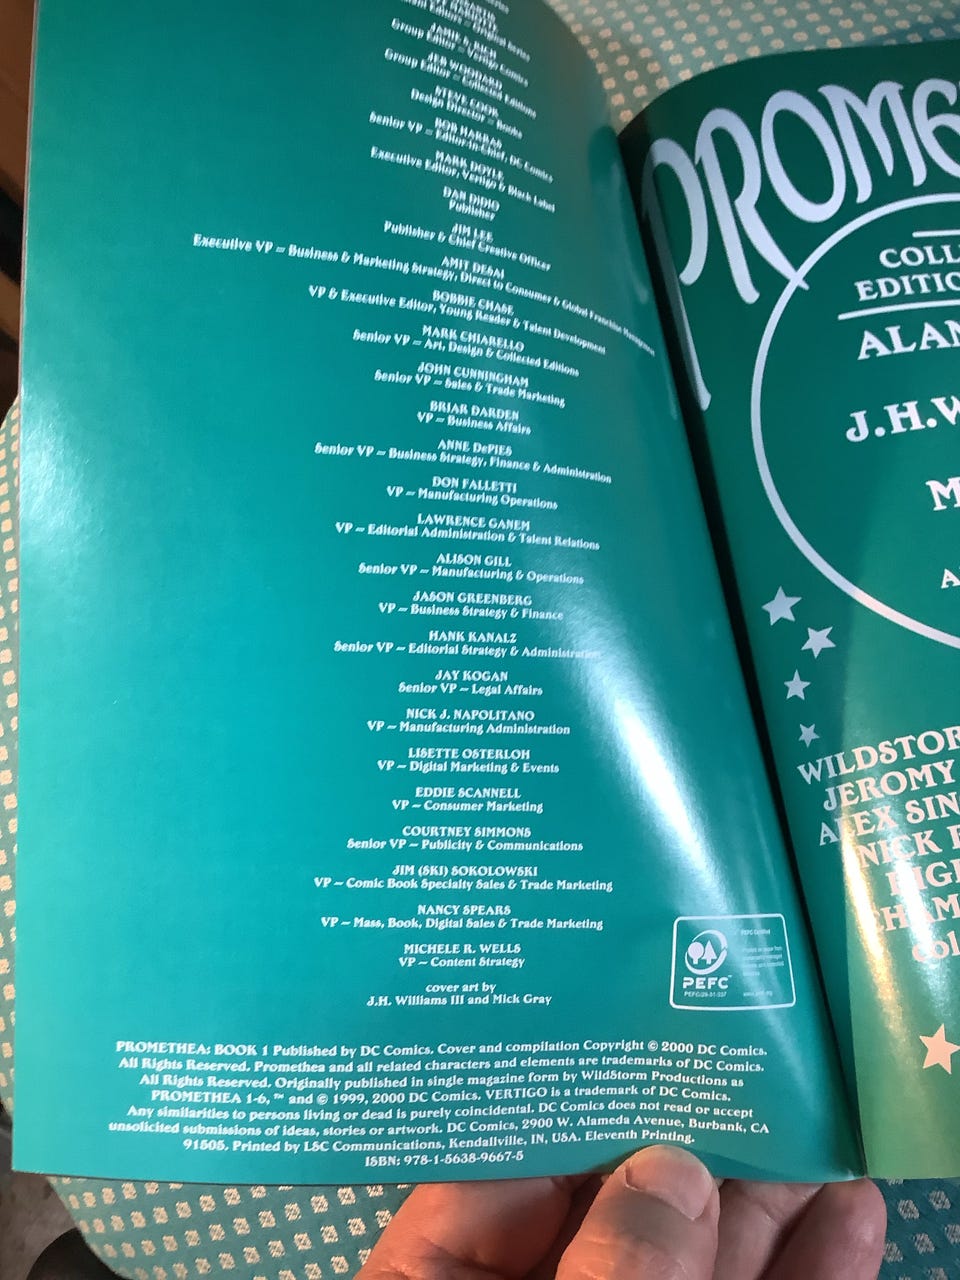 JAMIE S. RICH
Group Editor – Vertigo Comics
JEB WOODARD
Group Editor – Collected Editions
STEVE COOK
Design Director – Books
BOB HARRAS
Senior VP – Editor-in-Chief, DC Comics
MARK DOYLE
Executive Editor, Vertigo & Black Label
DAN DIDIO
Publisher
JIM LEE
Publisher & Chief Creative Officer
AMIT DESAI
Executive VP – Business & Marketing Strategy, Direct to Consumer & Global Franchise Management
BOBBIE CHASE
VP & Executive Editor, Young Reader & Talent Development
MARK CHIARELLO
Senior VP – Art, Design & Collected Editions
JOHN CUNNINGHAM
Senior VP – Sales & Trade Marketing
BRIAR DARDEN
VP – Business Affairs
ANNE DePIES
Senior VP – Business Strategy, Finance & Administration
DON FALLETTI
VP – Manufacturing Operations
LAWRENCE GANEM
VP – Editorial Administration & Talent Relations
ALISON GILL
Senior VP – Manufacturing & Operations
JASON GREENBERG
VP – Business Strategy & Finance
HANK KANALZ
Senior VP – Editorial Strategy & Administration
JAY KOGAN
Senior VP – Legal Affairs
NICK J. NAPOLITANO
VP – Manufacturing Administration
LISETTE OSTERLOH
VP – Digital Marketing & Events
EDDIE SCANNELL
VP – Consumer Marketing
COURTNEY SIMMONS
Senior VP – Publicity & Communications
JIM (SKI) SOKOLOWSKI
VP – Comic Book Specialty Sales & Trade Marketing
NANCY SPEARS
VP – Mass, Book, Digital Sales & Trade Marketing
MICHELE R. WELLS
VP – Content Strategy
cover art by
J.H. Williams III and Mick Gray
PEFC Certified
PEFC™
PROMETHEA: BOOK 1 Published by DC Comics. Cover and compilation Copyright © 2000 DC Comics.
All Rights Reserved. Promethea and all related characters and elements are trademarks of DC Comics.
All Rights Reserved. Originally published in single magazine form by WildStorm Productions as
PROMETHEA 1-6, ™ and © 1999, 2000 DC Comics. VERTIGO is a trademark of DC Comics.
Any similarities to persons living or dead is purely coincidental. DC Comics does not read or accept
unsolicited submissions of ideas, stories or artwork. DC Comics, 2900 W. Alameda Avenue, Burbank, CA
91505. Printed by LSC Communications, Kendallville, IN, USA. Eleventh Printing.
ISBN: 978-1-5638-9667-5
PROME
COLL
EDITIO
ALAN
J.H.W
M
A
WILDSTOR
JEROMY
ALEX SIN
NICK
CHAM
col